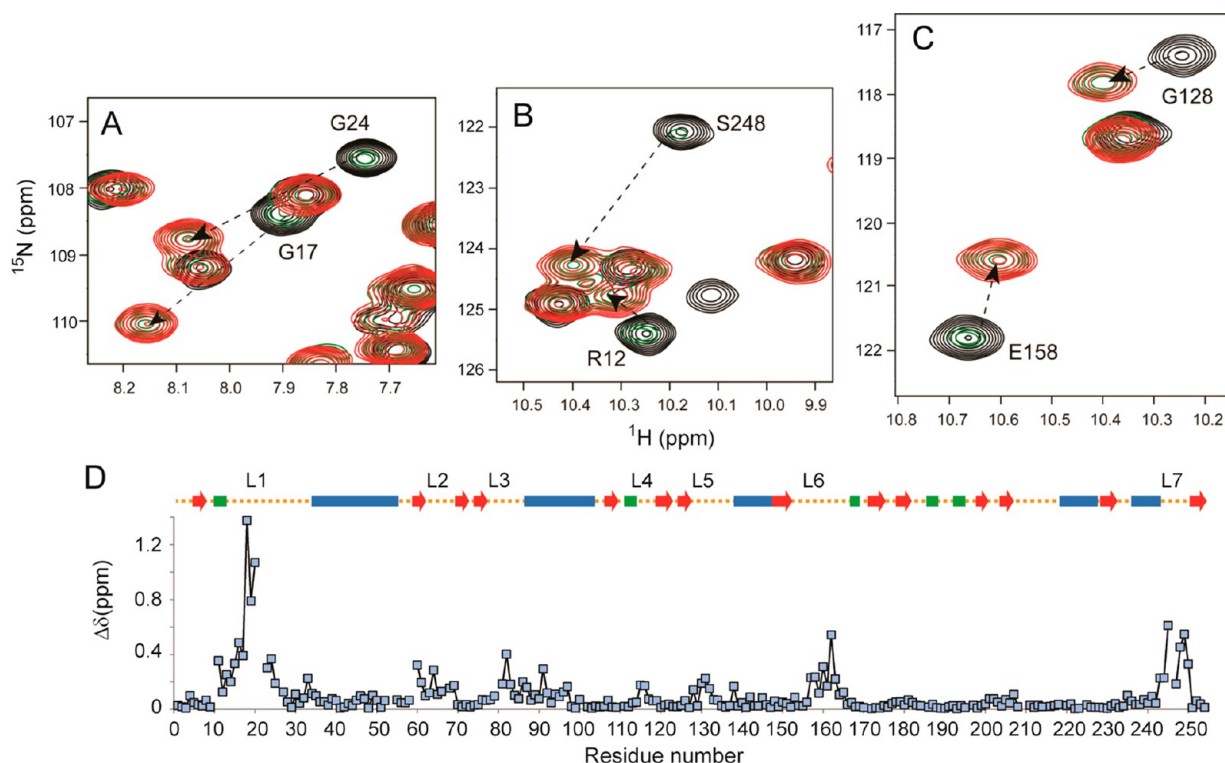 A
G24
G17
107
108
109
110
15N (ppm)
8.2 8.1 8.0 7.9 7.8 7.7
B
S248
R12
122
123
124
125
126
10.5 10.4 10.3 10.2 10.1 10.0 9.9
1H (ppm)
C
G128
E158
117
118
119
120
121
122
10.8 10.7 10.6 10.5 10.4 10.3 10.2
D
L1 L2 L3 L4 L5 L6 L7
1.2
0.8
0.4
0
Δδ(ppm)
0 10 20 30 40 50 60 70 80 90 100 110 120 130 140 150 160 170 180 190 200 210 220 230 240 250
Residue number